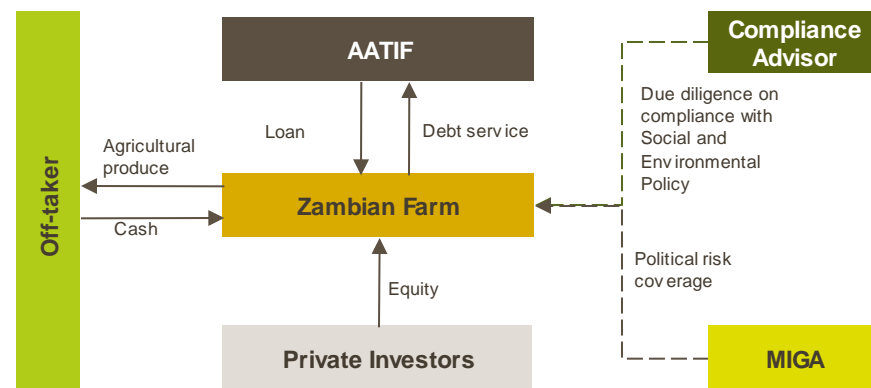 AATIF
Compliance
Advisor
Loan
Debt service
Due diligence on
compliance with
Social and
Environmental
Policy
Off-taker
Agricultural
produce
Zambian Farm
Cash
Equity
Political risk
coverage
Private Investors
MIGA